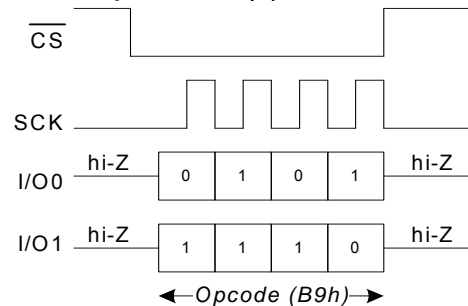 CS
SCK
hi-Z 0 1 0 1 hi-Z
I/O0
hi-Z 1 1 1 0 hi-Z
I/O1
Opcode (B9h)